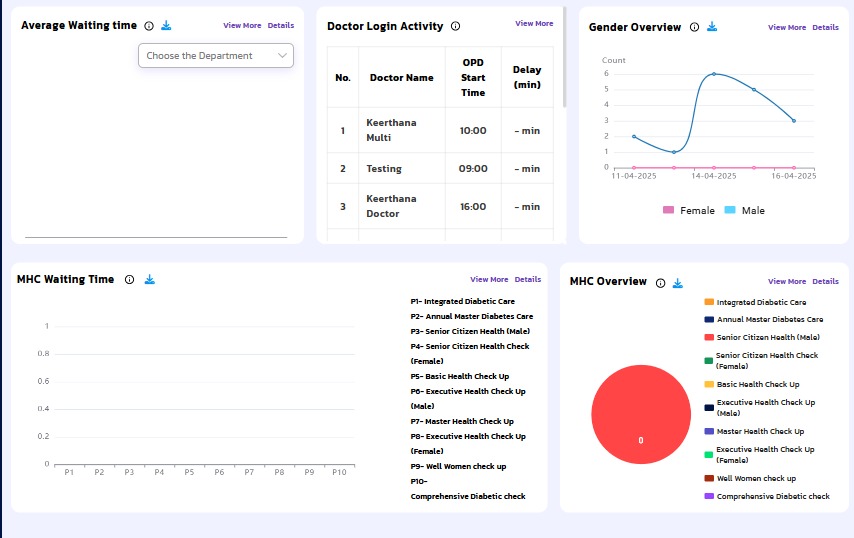 Average Waiting time
View More Details
Choose the Department
Doctor Login Activity
View More
No. Doctor Name OPD Start Time Delay (min)
1 Keerthana Multi 10:00 - min
2 Testing 09:00 - min
3 Keerthana Doctor 16:00 - min
Gender Overview
View More Details
Count
6
5
4
3
2
1
0
11-04-2025 14-04-2025 16-04-2025
Female Male
MHC Waiting Time
View More Details
1
0.8
0.6
0.4
0.2
0
P1 P2 P3 P4 P5 P6 P7 P8 P9 P10
P1- Integrated Diabetic Care
P2- Annual Master Diabetes Care
P3- Senior Citizen Health (Male)
P4- Senior Citizen Health Check
(Female)
P5- Basic Health Check Up
P6- Executive Health Check Up
(Male)
P7- Master Health Check Up
P8- Executive Health Check Up
(Female)
P9- Well Women check up
P10-
Comprehensive Diabetic check
MHC Overview
View More Details
0
Integrated Diabetic Care
Annual Master Diabetes Care
Senior Citizen Health (Male)
Senior Citizen Health Check
(Female)
Basic Health Check Up
Executive Health Check Up
(Male)
Master Health Check Up
Executive Health Check Up
(Female)
Well Women check up
Comprehensive Diabetic check